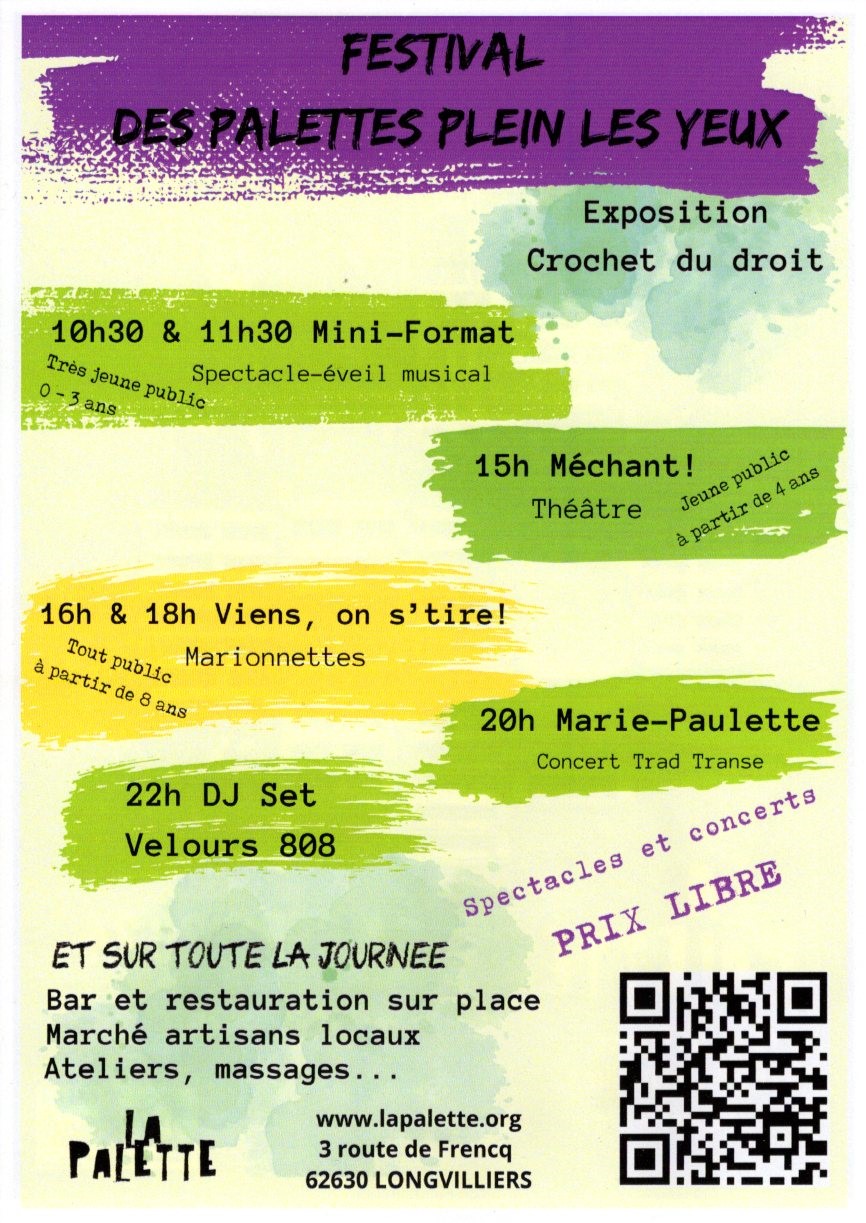 FESTIVAL
DES PALETTES PLEIN LES YEUX
Exposition
Crochet du droit
10h30 & 11h30 Mini-Format
Spectacle-éveil musical
Très jeune public
0 - 3 ans
15h Méchant!
Théâtre
Jeune public
à partir de 4 ans
16h & 18h Viens, on s'tire!
Marionnettes
Tout public
à partir de 8 ans
20h Marie-Paulette
Concert Trad Transe
22h DJ Set
Velours 808
Spectacles et concerts
PRIX LIBRE
ET SUR TOUTE LA JOURNEE
Bar et restauration sur place
Marché artisans locaux
Ateliers, massages...
LA
PALETTE
www.lapalette.org
3 route de Frencq
62630 LONGVILLIERS